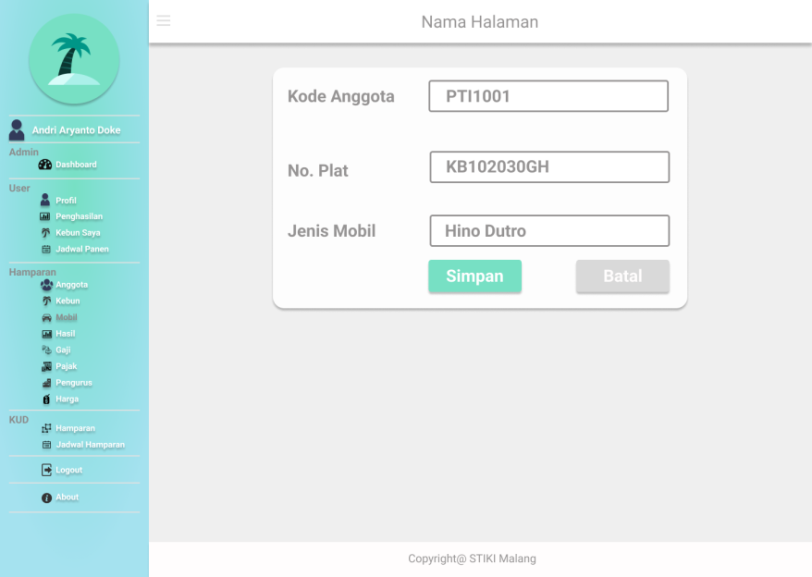 Nama Halaman
Andri Aryanto Doke
Admin
Dashboard
User
Profil
Penghasilan
Kebun Saya
Jadwal Panen
Hamparan
Anggota
Kebun
Mobil
Hasil
Gaji
Pajak
Pengurus
Harga
KUD
Hamparan
Jadwal Hamparan
Logout
About
Kode Anggota PTI1001
No. Plat KB102030GH
Jenis Mobil Hino Dutro
Simpan Batal
Copyright@ STIKI Malang